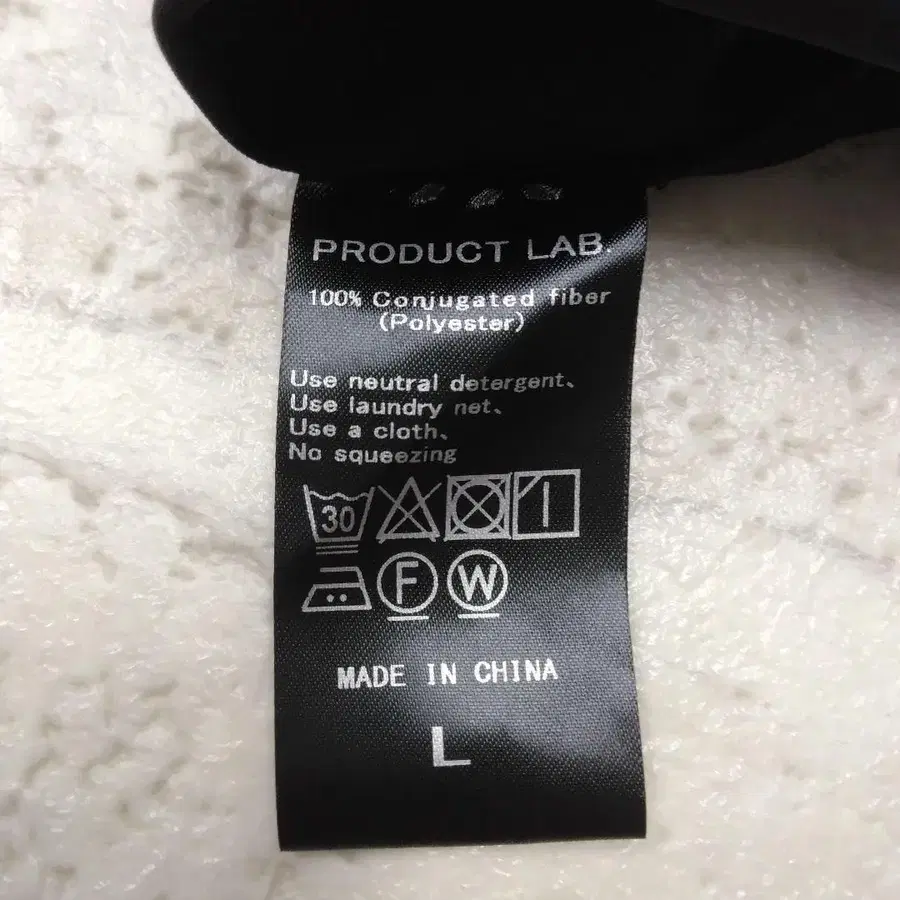 PRODUCT LAB.
100% Conjugated fiber
(Polyester)
Use neutral detergent、
Use laundry net、
Use a cloth、
No squeezing
30
F W
MADE IN CHINA
L